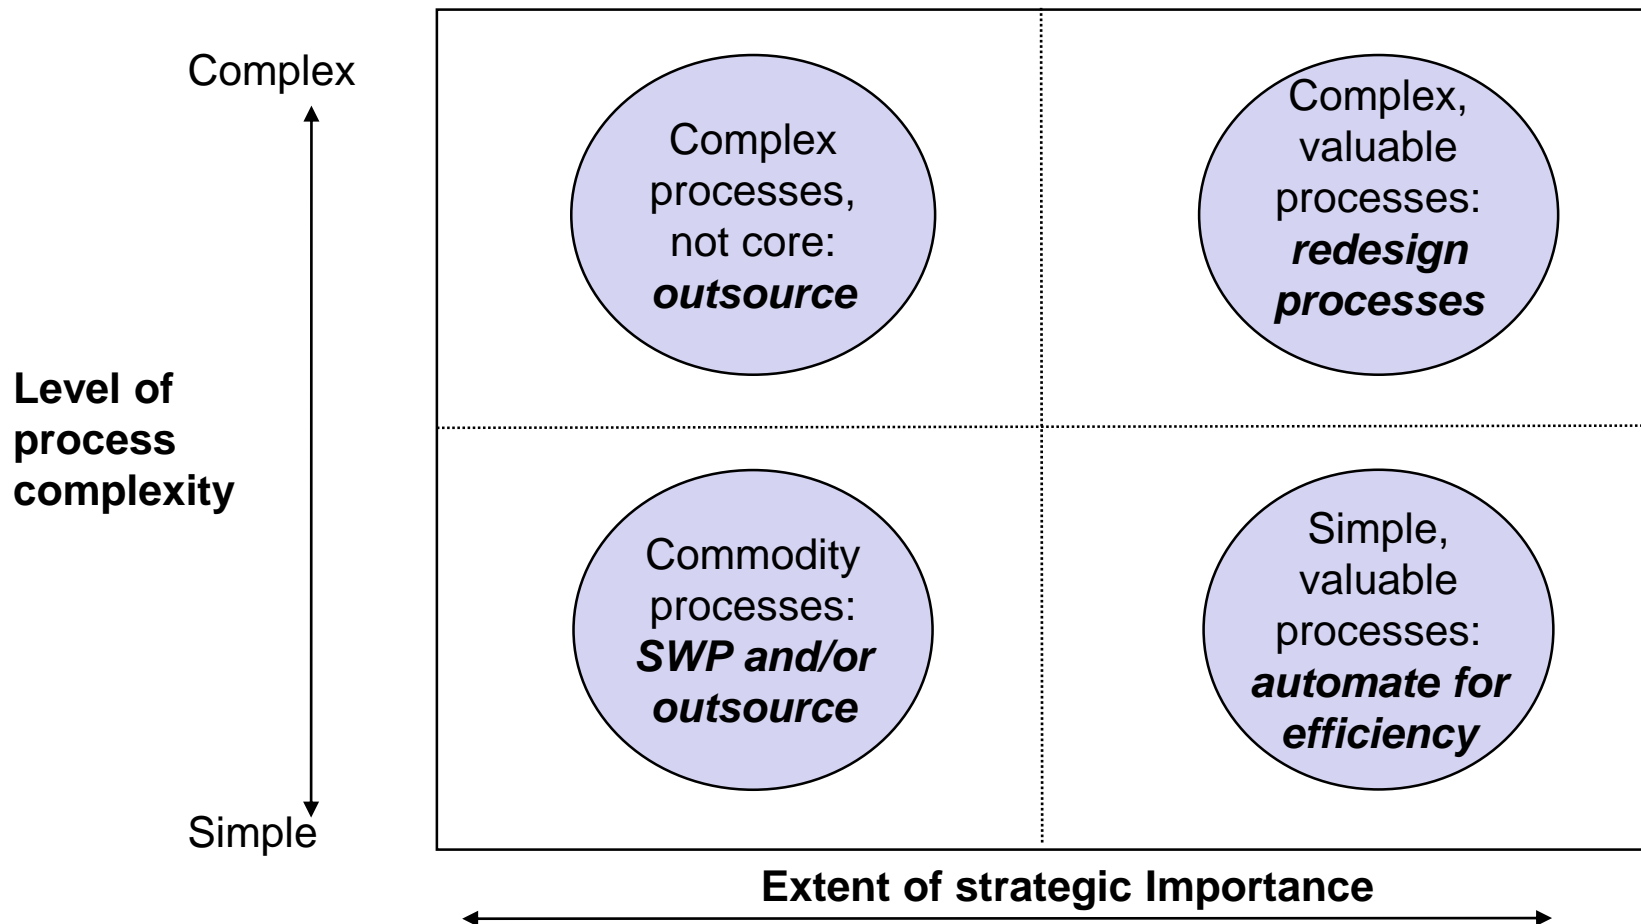 Complex
Complex
processes,
not core:
outsource
Complex,
valuable
processes:
redesign
processes
Level of
process
complexity
Commodity
processes:
SWP and/or
outsource
Simple,
valuable
processes:
automate for
efficiency
Simple
Extent of strategic Importance